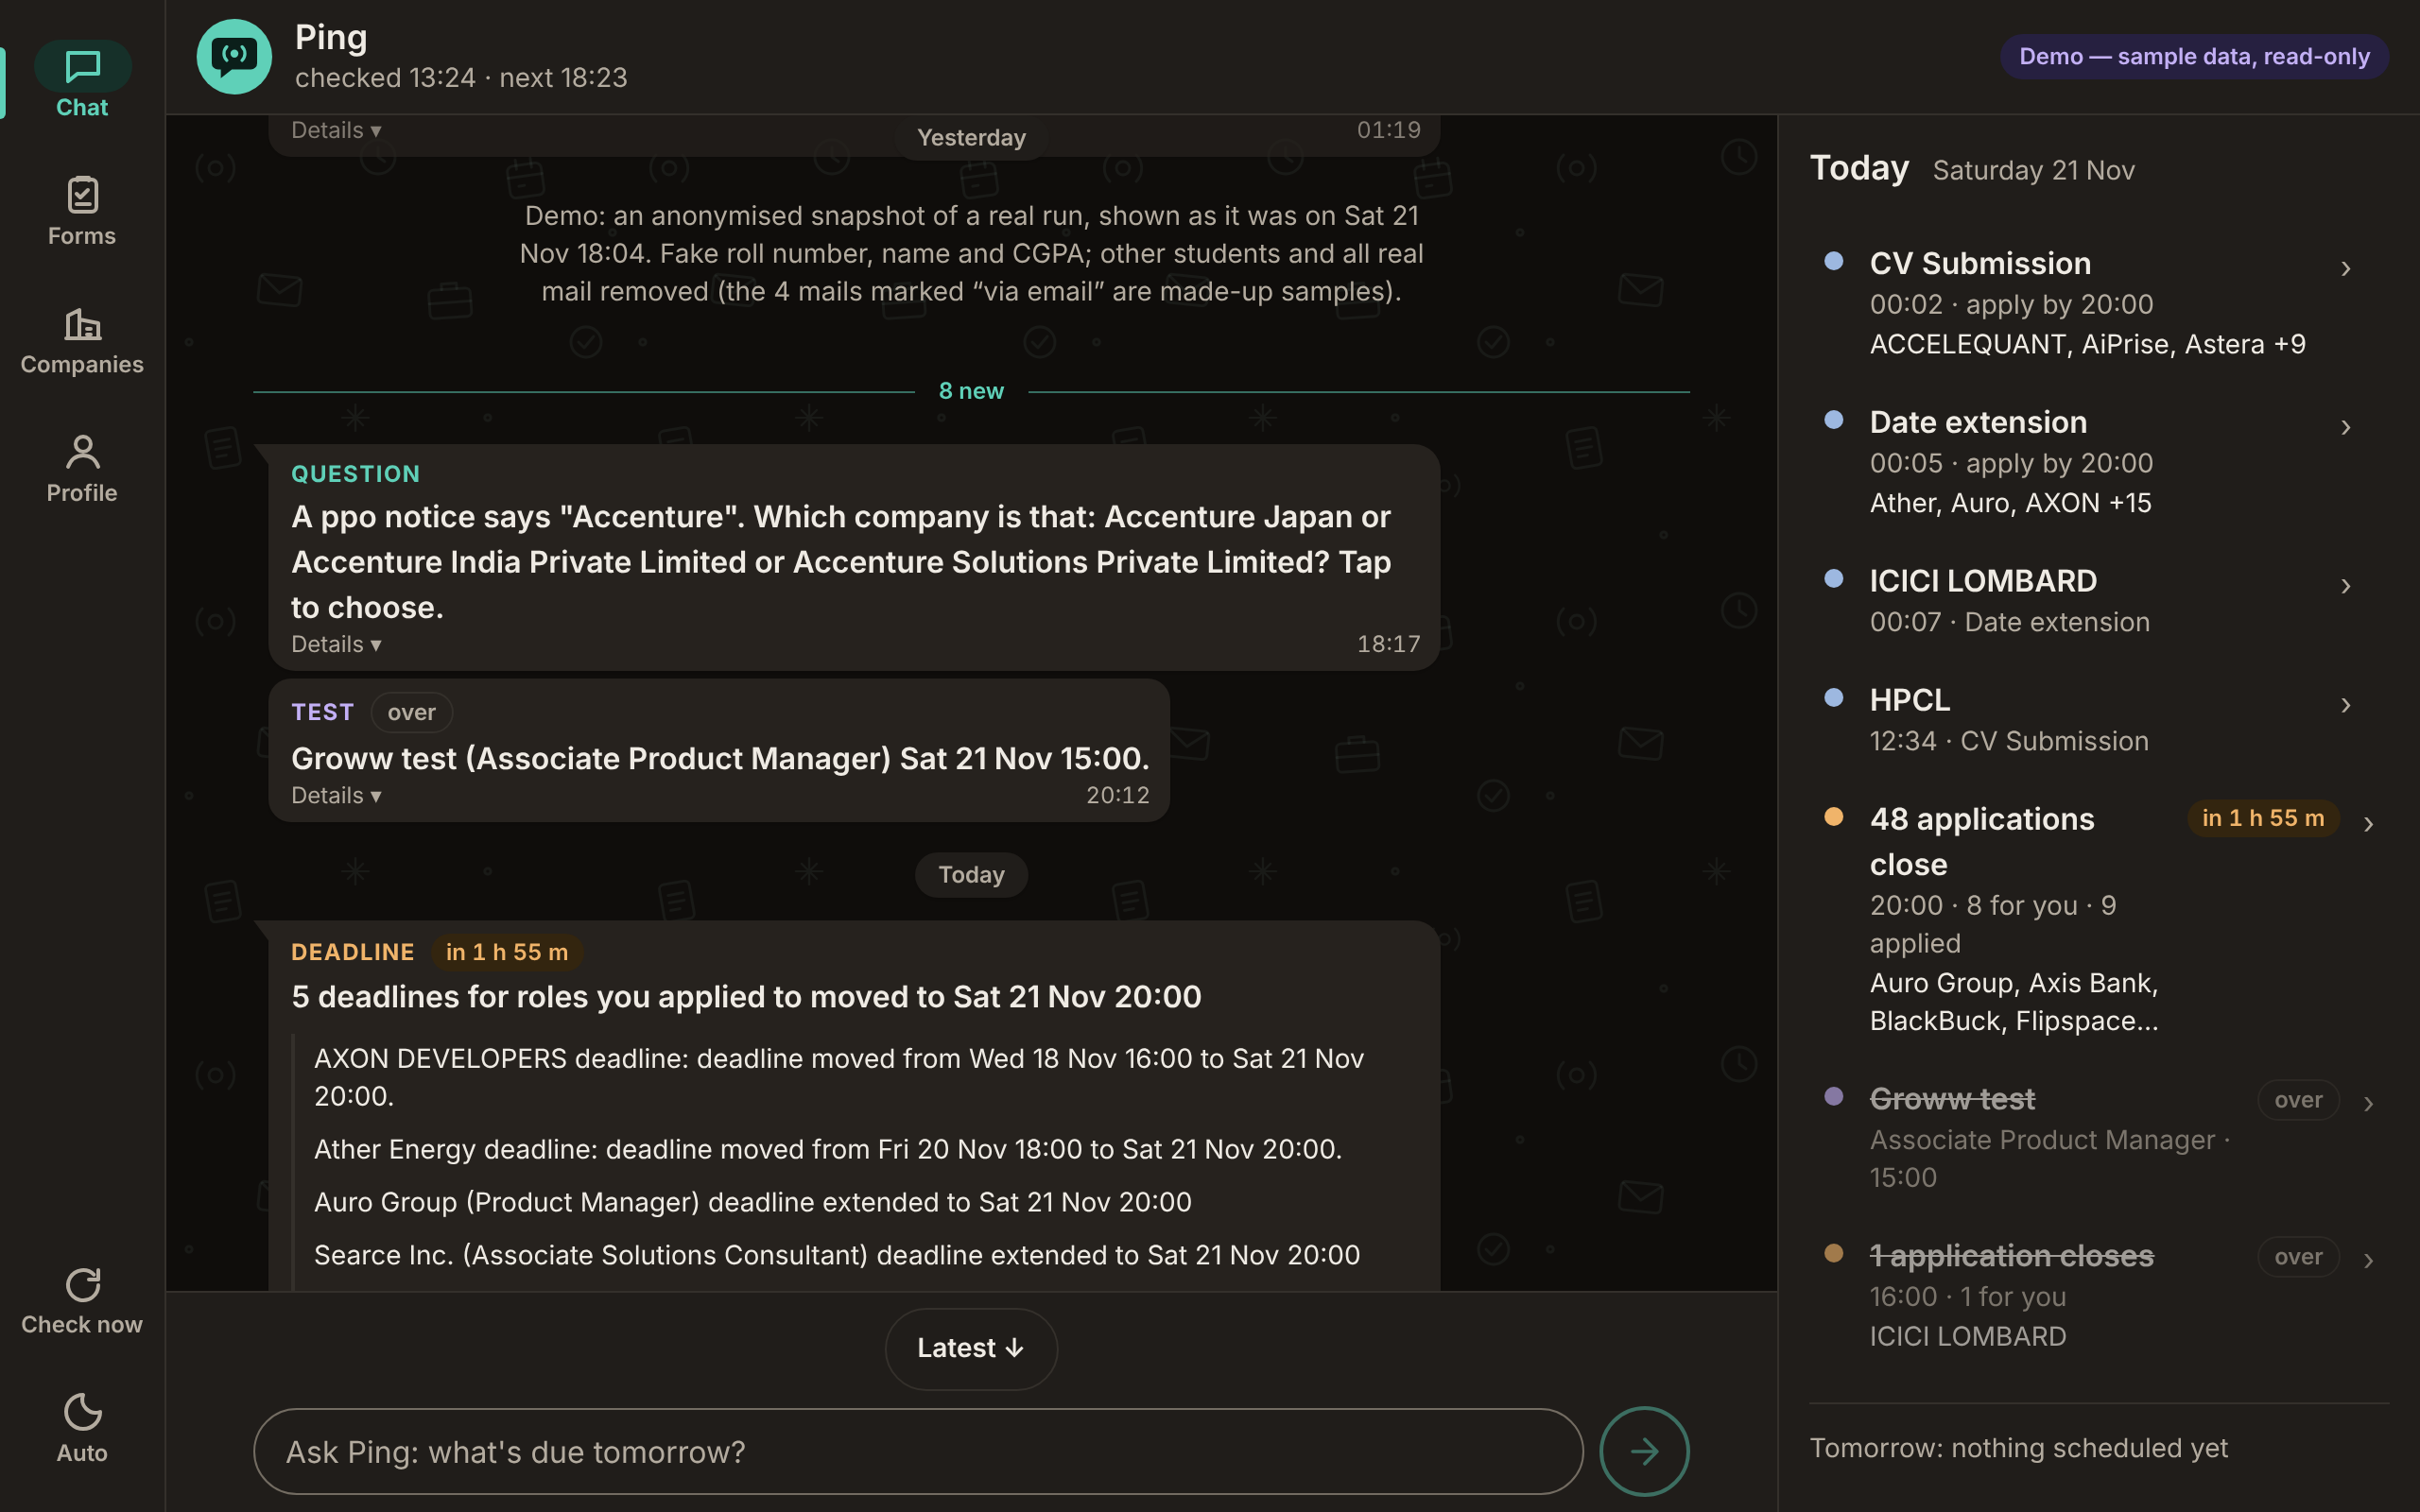 Chat
Forms
Companies
Profile
Check now
Auto
Ping
checked 13:24 · next 18:23
Demo — sample data, read-only
Details ▾ 01:19
Yesterday
Demo: an anonymised snapshot of a real run, shown as it was on Sat 21
Nov 18:04. Fake roll number, name and CGPA; other students and all real
mail removed (the 4 mails marked “via email” are made-up samples).
8 new
QUESTION
A ppo notice says "Accenture". Which company is that: Accenture Japan or
Accenture India Private Limited or Accenture Solutions Private Limited? Tap
to choose.
Details ▾ 18:17
TEST over
Groww test (Associate Product Manager) Sat 21 Nov 15:00.
Details ▾ 20:12
Today
DEADLINE in 1 h 55 m
5 deadlines for roles you applied to moved to Sat 21 Nov 20:00
AXON DEVELOPERS deadline: deadline moved from Wed 18 Nov 16:00 to Sat 21 Nov
20:00.
Ather Energy deadline: deadline moved from Fri 20 Nov 18:00 to Sat 21 Nov 20:00.
Auro Group (Product Manager) deadline extended to Sat 21 Nov 20:00
Searce Inc. (Associate Solutions Consultant) deadline extended to Sat 21 Nov 20:00
Latest ↓
Ask Ping: what's due tomorrow?
Today Saturday 21 Nov
CV Submission
00:02 · apply by 20:00
ACCELEQUANT, AiPrise, Astera +9
Date extension
00:05 · apply by 20:00
Ather, Auro, AXON +15
ICICI LOMBARD
00:07 · Date extension
HPCL
12:34 · CV Submission
48 applications in 1 h 55 m
close
20:00 · 8 for you · 9
applied
Auro Group, Axis Bank,
BlackBuck, Flipspace...
Groww test over
Associate Product Manager ·
15:00
1 application closes over
16:00 · 1 for you
ICICI LOMBARD
Tomorrow: nothing scheduled yet